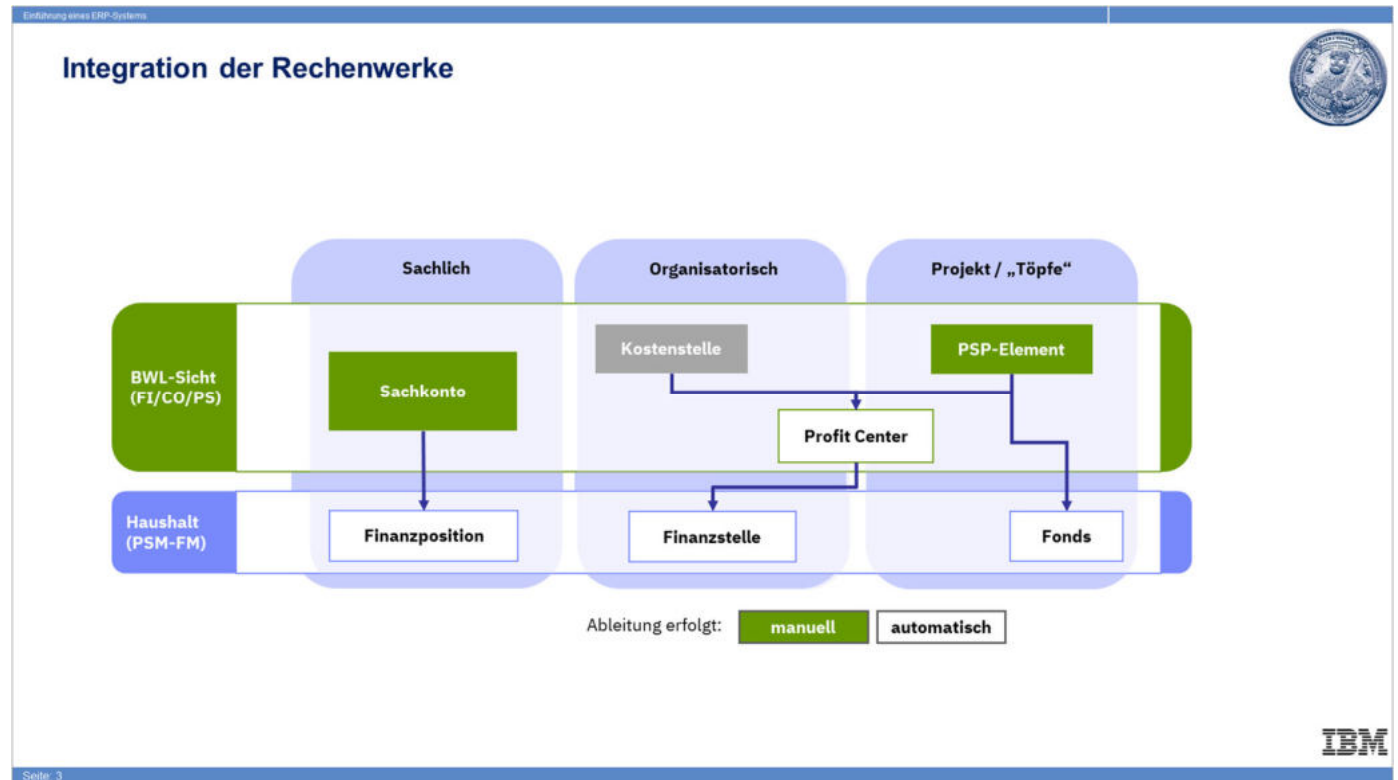 Einführung eines ERP-Systems
Integration der Rechenwerke
Sachlich
Organisatorisch
Projekt / „Töpfe“
BWL-Sicht
(FI/CO/PS)
Sachkonto
Kostenstelle
PSP-Element
Profit Center
Haushalt
(PSM-FM)
Finanzposition
Finanzstelle
Fonds
Ableitung erfolgt:
manuell
automatisch
IBM
Seite: 3